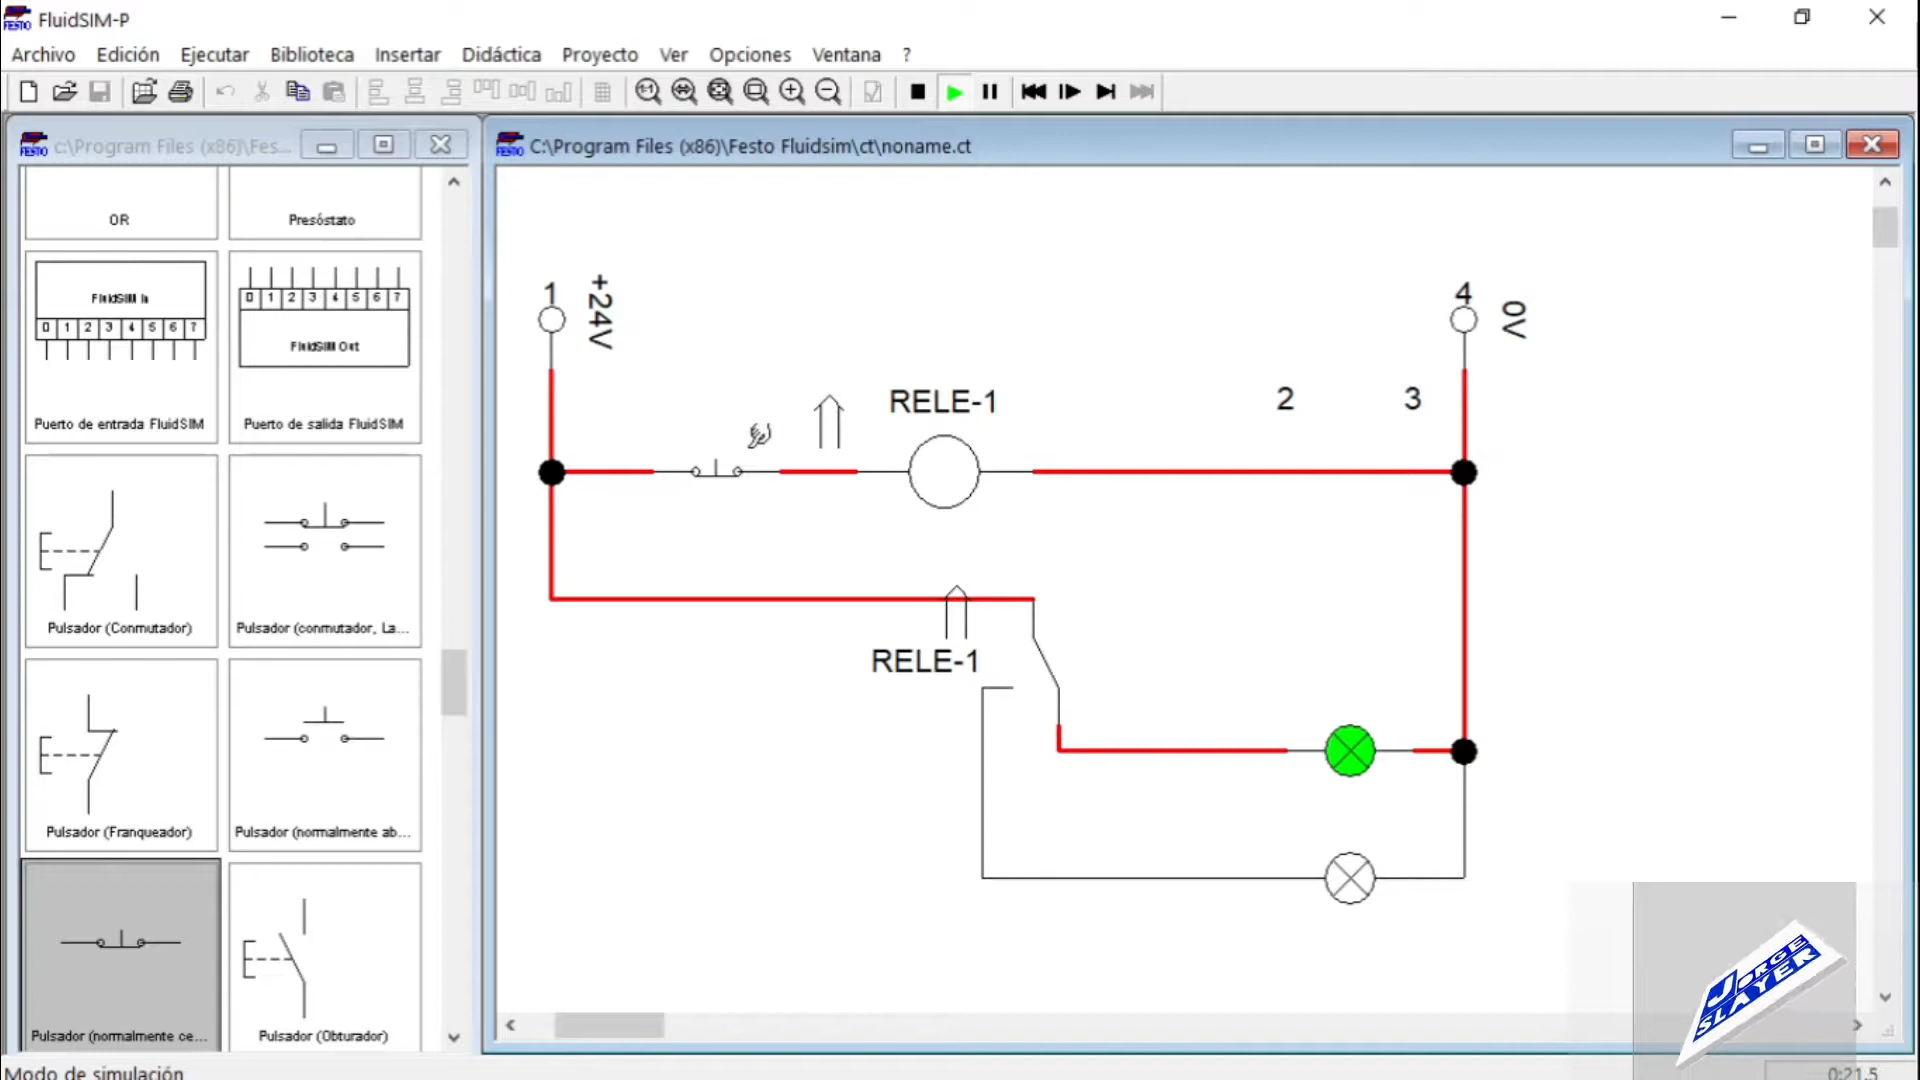 FluidSIM-P
Archivo Edición Ejecutar Biblioteca Insertar Didáctica Proyecto Ver Opciones Ventana ?
FESTO c:\Program Files (x86)\Fes...
FESTO C:\Program Files (x86)\Festo Fluidsim\ct\noname.ct
OR
Presóstato
FluidSIM In
0 1 2 3 4 5 6 7
Puerto de entrada FluidSIM
0 1 2 3 4 5 6 7
FluidSIM Out
Puerto de salida FluidSIM
Pulsador (Conmutador)
Pulsador (conmutador, La...
Pulsador (Franqueador)
Pulsador (normalmente ab...
Pulsador (normalmente ce...
Pulsador (Obturador)
1
+24V
4
0V
RELE-1
2
3
RELE-1
JORGE
SLAYER
Modo de simulación
0:21.5